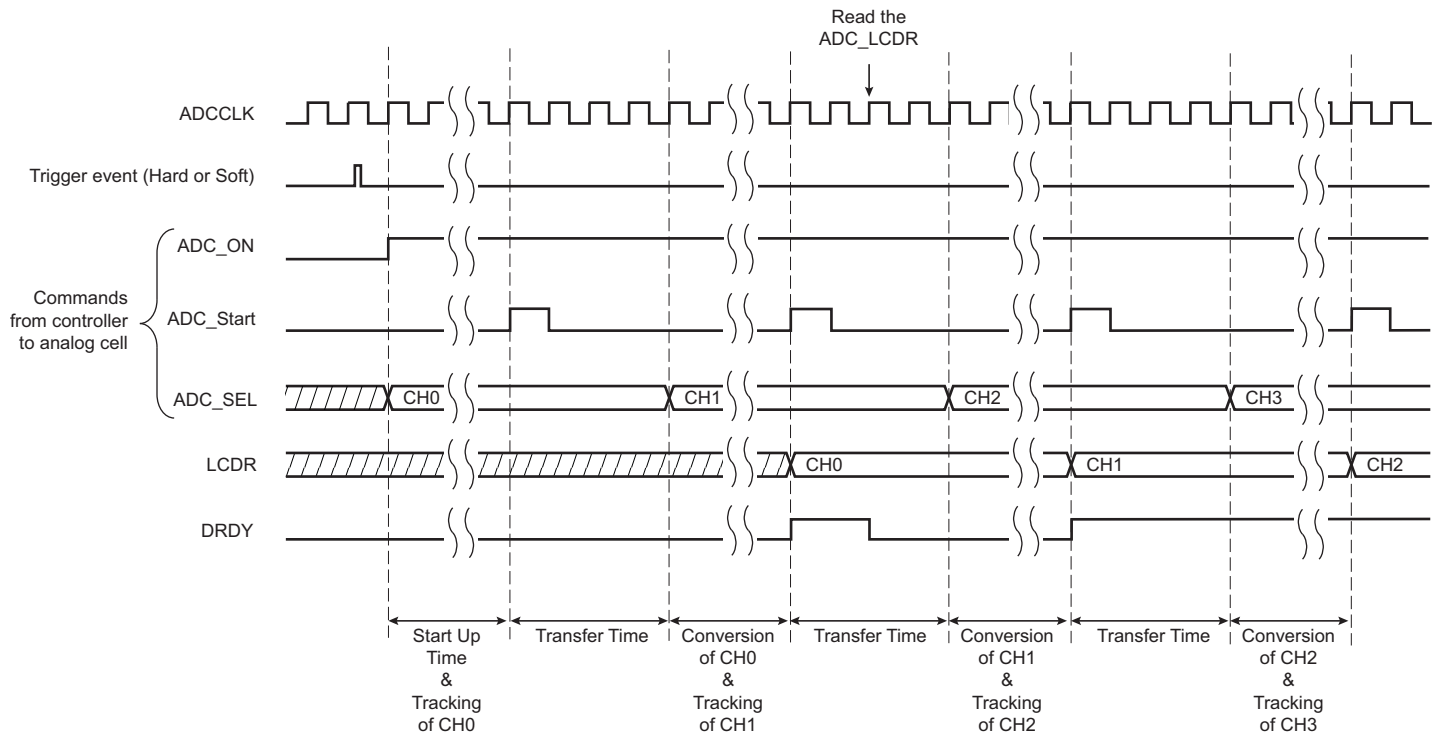 Read the
ADC_LCDR
ADCCLK
Trigger event (Hard or Soft)
ADC_ON
Commands
from controller
to analog cell
ADC_Start
ADC_SEL
CH0
CH1
CH2
CH3
LCDR
CH0
CH1
CH2
DRDY
Start Up
Time
&
Tracking
of CH0
Transfer Time
Conversion
of CH0
&
Tracking
of CH1
Transfer Time
Conversion
of CH1
&
Tracking
of CH2
Transfer Time
Conversion
of CH2
&
Tracking
of CH3